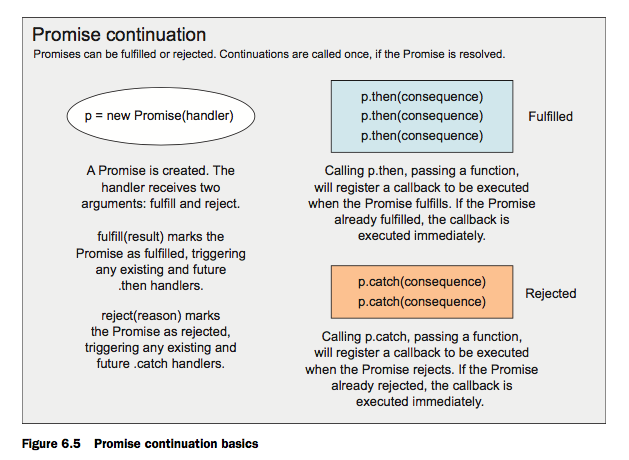 Promise continuation
Promises can be fulfilled or rejected. Continuations are called once, if the Promise is resolved.
p = new Promise(handler)
A Promise is created. The
handler receives two
arguments: fulfill and reject.
fulfill(result) marks the
Promise as fulfilled, triggering
any existing and future
.then handlers.
reject(reason) marks
the Promise as rejected,
triggering any existing and
future .catch handlers.
p.then(consequence)
p.then(consequence)
p.then(consequence)
Fulfilled
Calling p.then, passing a function,
will register a callback to be executed
when the Promise fulfills. If the Promise
already fulfilled, the callback is
executed immediately.
p.catch(consequence)
p.catch(consequence)
Rejected
Calling p.catch, passing a function,
will register a callback to be executed
when the Promise rejects. If the Promise
already rejected, the callback is
executed immediately.
Figure 6.5 Promise continuation basics